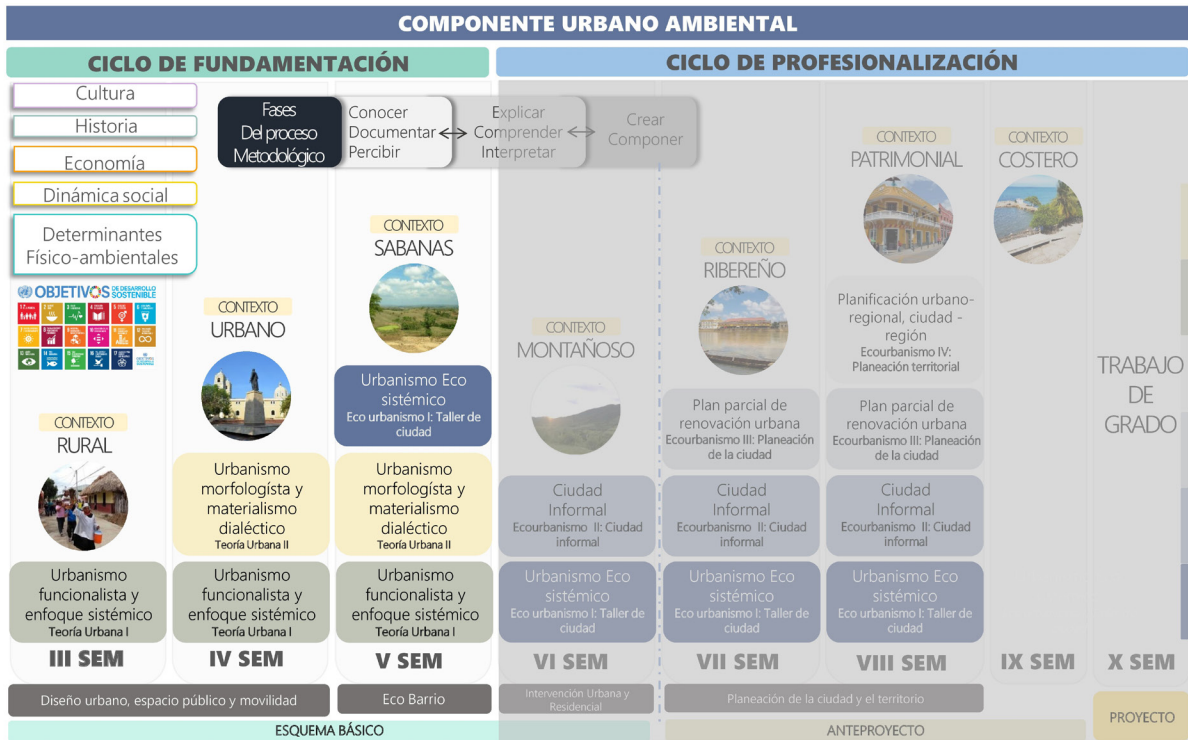 COMPONENTE URBANO AMBIENTAL
CICLO DE FUNDAMENTACIÓN
CICLO DE PROFESIONALIZACIÓN
Cultura
Historia
Economía
Dinámica social
Determinantes
Físico-ambientales
Fases
Del proceso
Metodológico
Conocer
Documentar
Percibir
Explicar
Comprender
Interpretar
Crear
Componer
OBJETIVOS DE DESARROLLO
SOSTENIBLE
CONTEXTO
RURAL
Urbanismo
funcionalista y
enfoque sistémico
Teoría Urbana I
III SEM
CONTEXTO
URBANO
Urbanismo
morfologísta y
materialismo
dialéctico
Teoría Urbana II
Urbanismo
funcionalista y
enfoque sistémico
Teoría Urbana I
IV SEM
CONTEXTO
SABANAS
Urbanismo Eco
sistémico
Eco urbanismo I: Taller de
ciudad
Urbanismo
morfologísta y
materialismo
dialéctico
Teoría Urbana II
Urbanismo
funcionalista y
enfoque sistémico
Teoría Urbana I
V SEM
CONTEXTO
MONTAÑOSO
Ciudad
Informal
Ecourbanismo II: Ciudad
informal
Urbanismo Eco
sistémico
Eco urbanismo I: Taller de
ciudad
VI SEM
CONTEXTO
RIBEREÑO
Plan parcial de
renovación urbana
Ecourbanismo III: Planeación
de la ciudad
Ciudad
Informal
Ecourbanismo II: Ciudad
informal
Urbanismo Eco
sistémico
Eco urbanismo I: Taller de
ciudad
VII SEM
CONTEXTO
PATRIMONIAL
Planificación urbano-
regional, ciudad -
región
Ecourbanismo IV:
Planeación territorial
Plan parcial de
renovación urbana
Ecourbanismo III: Planeación
de la ciudad
Ciudad
Informal
Ecourbanismo II: Ciudad
informal
Urbanismo Eco
sistémico
Eco urbanismo I: Taller de
ciudad
VIII SEM
CONTEXTO
COSTERO
IX SEM
TRABAJO
DE
GRADO
X SEM
Diseño urbano, espacio público y movilidad
Eco Barrio
Intervención Urbana y
Residencial
Planeación de la ciudad y el territorio
PROYECTO
ESQUEMA BÁSICO
ANTEPROYECTO